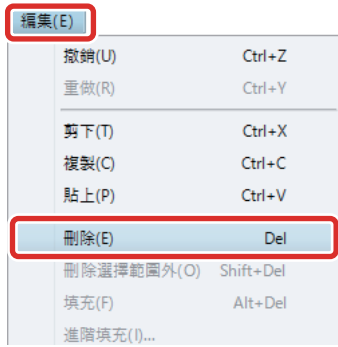 編集(E)
撤銷(U) Ctrl+Z
重做(R) Ctrl+Y
剪下(T) Ctrl+X
複製(C) Ctrl+C
貼上(P) Ctrl+V
刪除(E) Del
刪除選擇範圍外(O) Shift+Del
填充(F) Alt+Del
進階填充(I)...